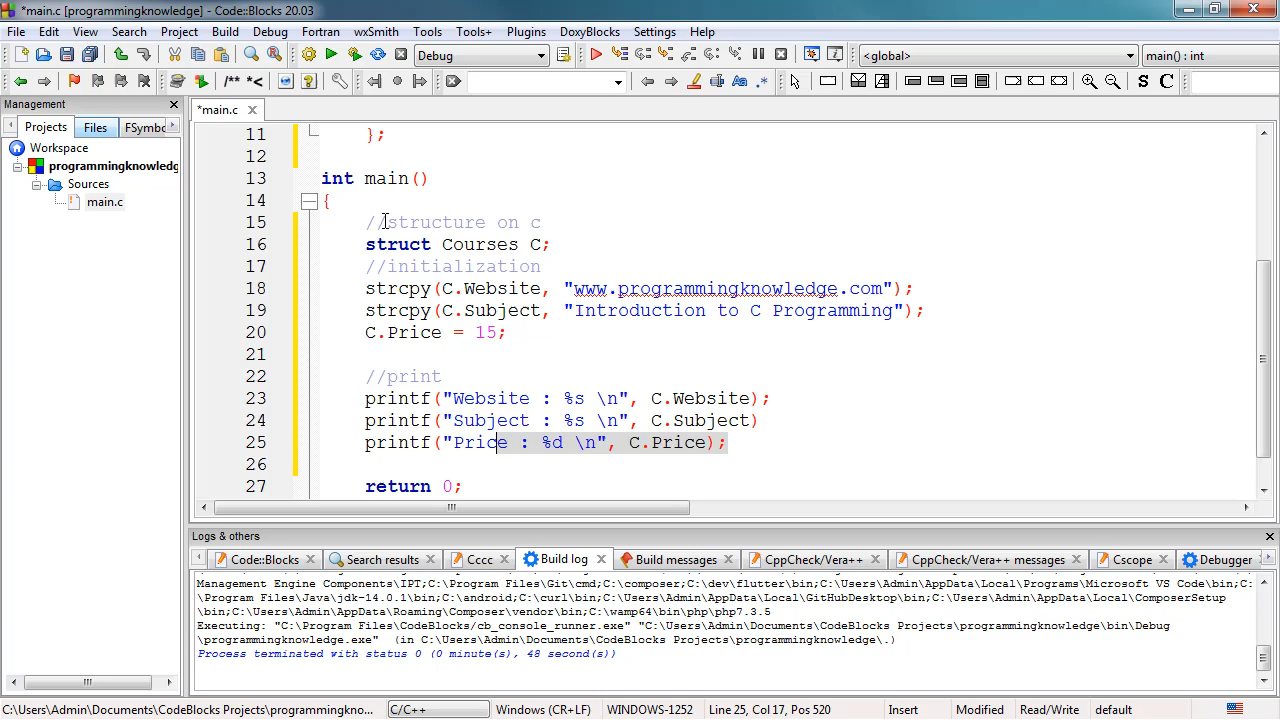 *main.c [programmingknowledge] - Code::Blocks 20.03
File Edit View Search Project Build Debug Fortran wxSmith Tools Tools+ Plugins DoxyBlocks Settings Help
Debug <global> main() : int
/** *< Aa .* S C
Management
Projects Files FSymbo
Workspace
programmingknowledg
Sources
main.c
*main.c
11 };
12
13 int main()
14 {
15 //structure on c
16 struct Courses C;
17 //initialization
18 strcpy(C.Website, "www.programmingknowledge.com");
19 strcpy(C.Subject, "Introduction to C Programming");
20 C.Price = 15;
21
22 //print
23 printf("Website : %s \n", C.Website);
24 printf("Subject : %s \n", C.Subject)
25 printf("Price : %d \n", C.Price);
26
27 return 0;
Logs & others
Code::Blocks Search results Cccc Build log Build messages CppCheck/Vera++ CppCheck/Vera++ messages Cscope Debugger
Management Engine Components\IPT;C:\Program Files\Git\cmd;C:\composer;C:\dev\flutter\bin;C:\Users\Admin\AppData\Local\Programs\Microsoft VS Code\bin;C:
\Program Files\Java\jdk-14.0.1\bin;C:\android;C:\curl\bin;C:\Users\Admin\AppData\Local\GitHubDesktop\bin;C:\Users\Admin\AppData\Local\ComposerSetup
\bin;C:\Users\Admin\AppData\Roaming\Composer\vendor\bin;C:\wamp64\bin\php\php7.3.5
Executing: "C:\Program Files\CodeBlocks/cb_console_runner.exe" "C:\Users\Admin\Documents\CodeBlocks Projects\programmingknowledge\bin\Debug
\programmingknowledge.exe" (in C:\Users\Admin\Documents\CodeBlocks Projects\programmingknowledge\.)
Process terminated with status 0 (0 minute(s), 48 second(s))
C:\Users\Admin\Documents\CodeBlocks Projects\programmingkno... C/C++ Windows (CR+LF) WINDOWS-1252 Line 25, Col 17, Pos 520 Insert Modified Read/Write default